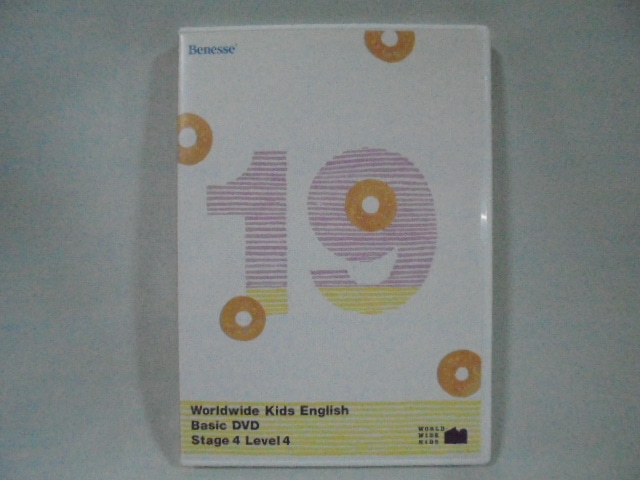 Benesse
19
Worldwide Kids English
Basic DVD
Stage 4 Level 4
WORLD
WIDE
KIDS